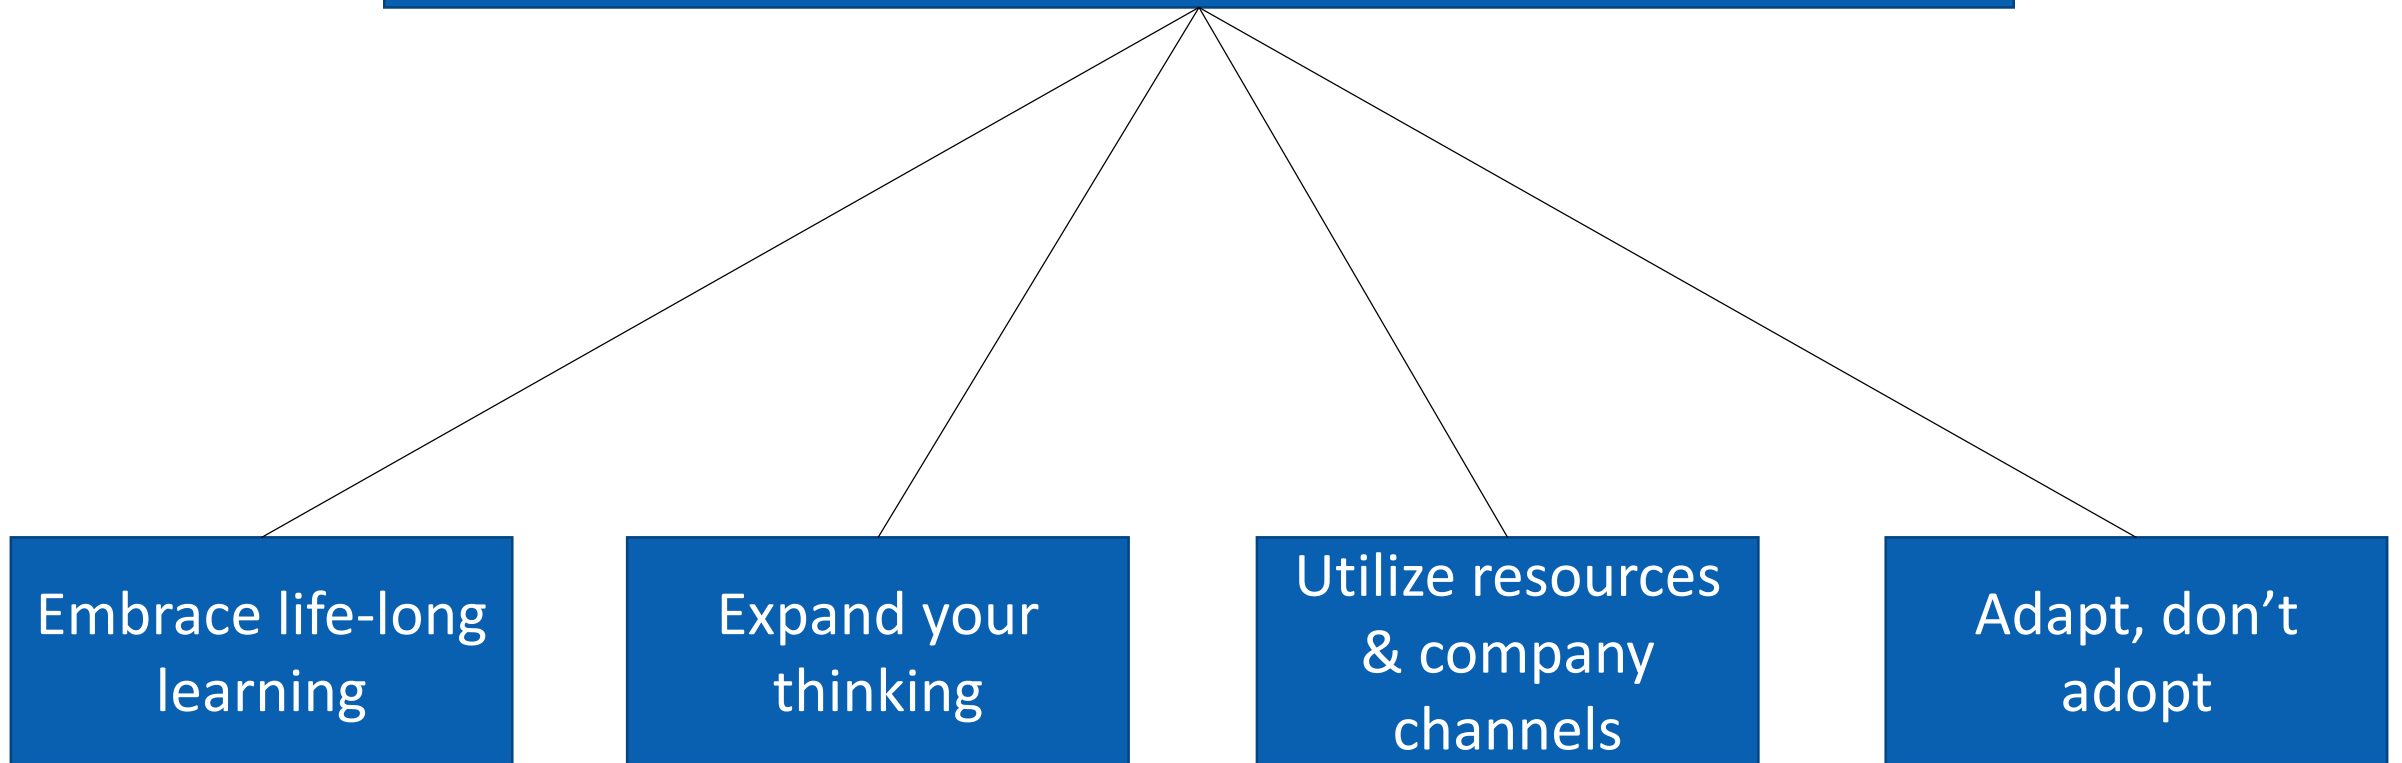 Embrace life-long
learning
Expand your
thinking
Utilize resources
& company
channels
Adapt, don’t
adopt